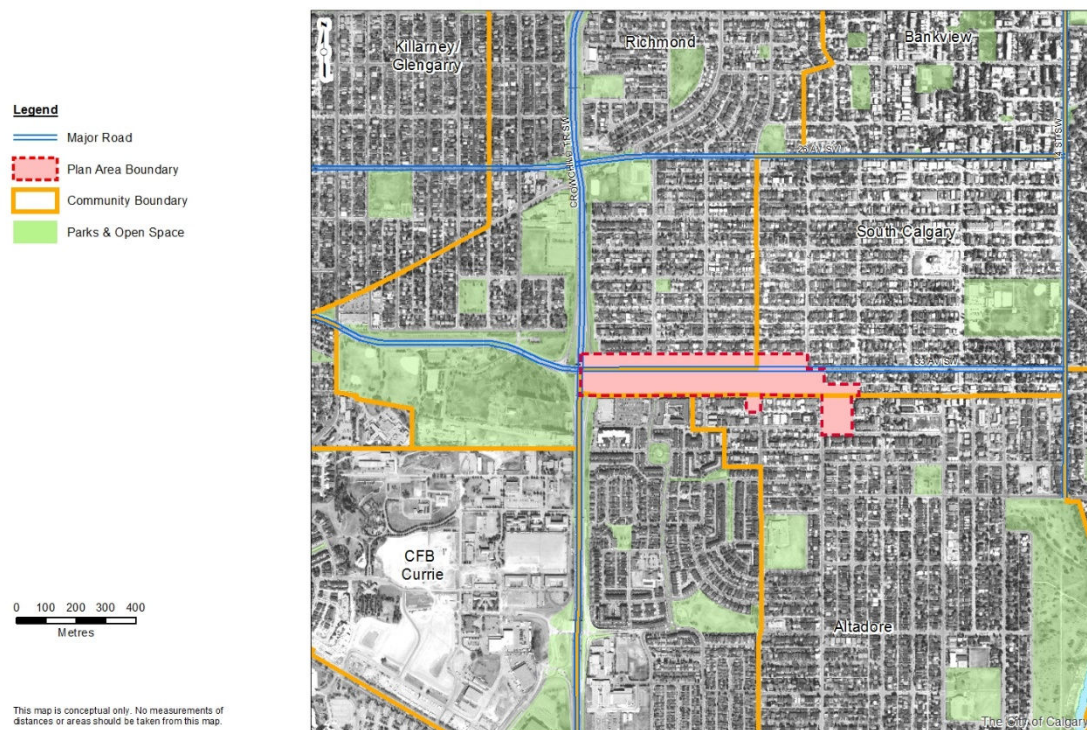 Legend
Major Road
Plan Area Boundary
Community Boundary
Parks & Open Space
0 100 200 300 400
Metres
This map is conceptual only. No measurements of
distances or areas should be taken from this map.
Killarney/
Glengarry
Richmond
Bankview
CROWCHILD TR SW
26 AV SW
14 ST SW
South Calgary
33 AV SW
CFB
Currie
Altadore
The City of Calgary